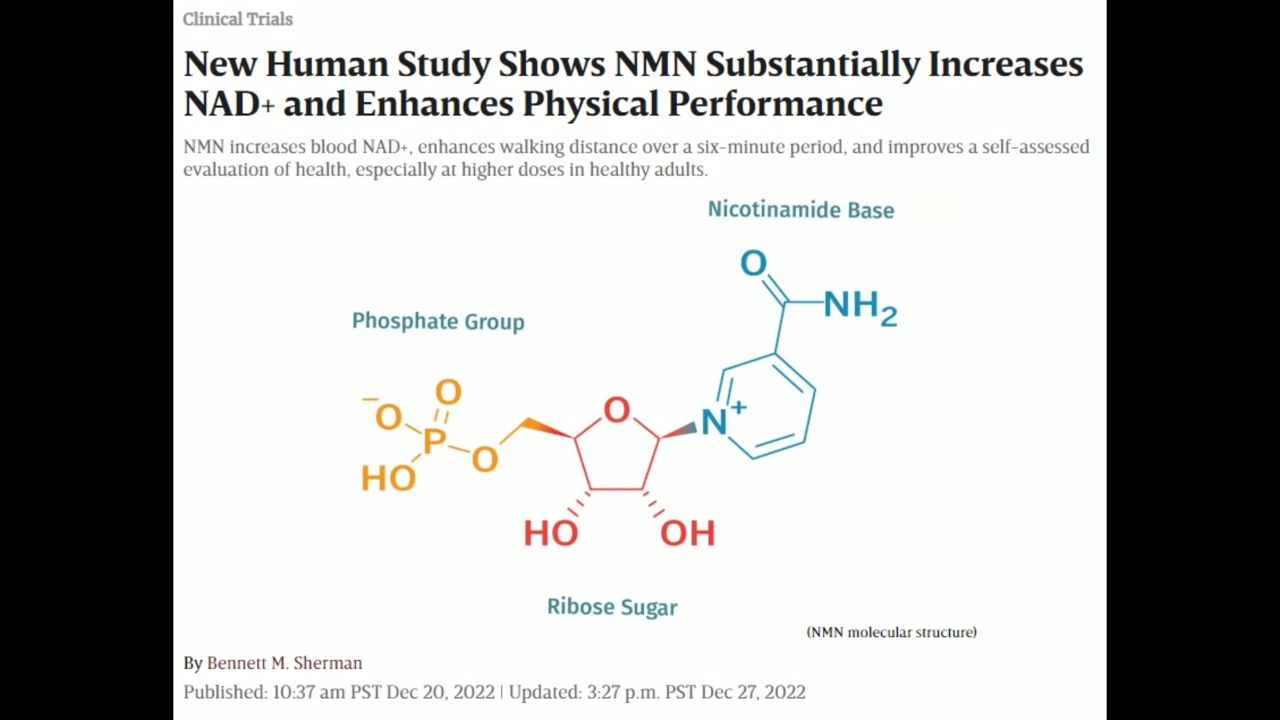 Clinical Trials
New Human Study Shows NMN Substantially Increases
NAD+ and Enhances Physical Performance
NMN increases blood NAD+, enhances walking distance over a six-minute period, and improves a self-assessed
evaluation of health, especially at higher doses in healthy adults.
Nicotinamide Base
O
NH2
Phosphate Group
O
−
O
P
O
HO
O
N+
HO
OH
Ribose Sugar
(NMN molecular structure)
By Bennett M. Sherman
Published: 10:37 am PST Dec 20, 2022 | Updated: 3:27 p.m. PST Dec 27, 2022